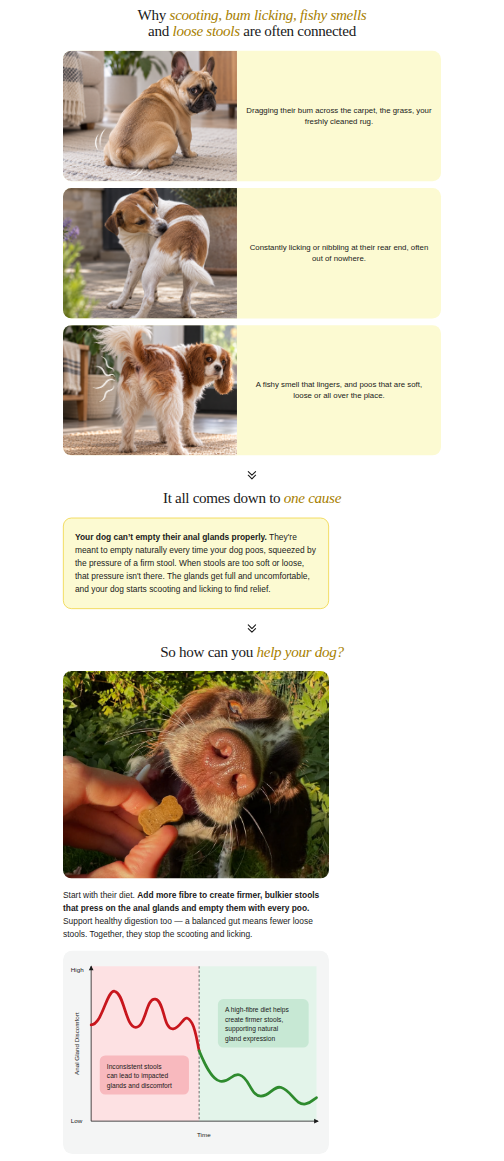 Why scooting, bum licking, fishy smells
and loose stools are often connected
Dragging their bum across the carpet, the grass, your
freshly cleaned rug.
Constantly licking or nibbling at their rear end, often
out of nowhere.
A fishy smell that lingers, and poos that are soft,
loose or all over the place.
It all comes down to one cause
Your dog can’t empty their anal glands properly. They're
meant to empty naturally every time your dog poos, squeezed by
the pressure of a firm stool. When stools are too soft or loose,
that pressure isn't there. The glands get full and uncomfortable,
and your dog starts scooting and licking to find relief.
So how can you help your dog?
Start with their diet. Add more fibre to create firmer, bulkier stools
that press on the anal glands and empty them with every poo.
Support healthy digestion too — a balanced gut means fewer loose
stools. Together, they stop the scooting and licking.
High
Anal Gland Discomfort
Low
A high-fibre diet helps
create firmer stools,
supporting natural
gland expression
Inconsistent stools
can lead to impacted
glands and discomfort
Time